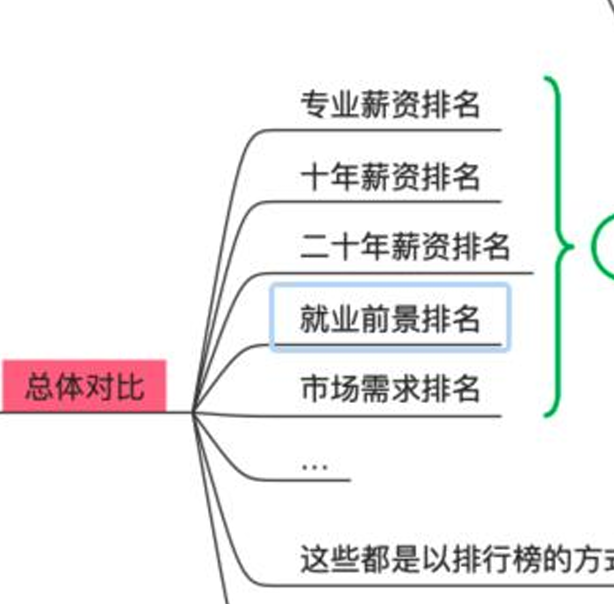 专业薪资排名
十年薪资排名
二十年薪资排名
就业前景排名
总体对比
市场需求排名
...
这些都是以排行榜的方